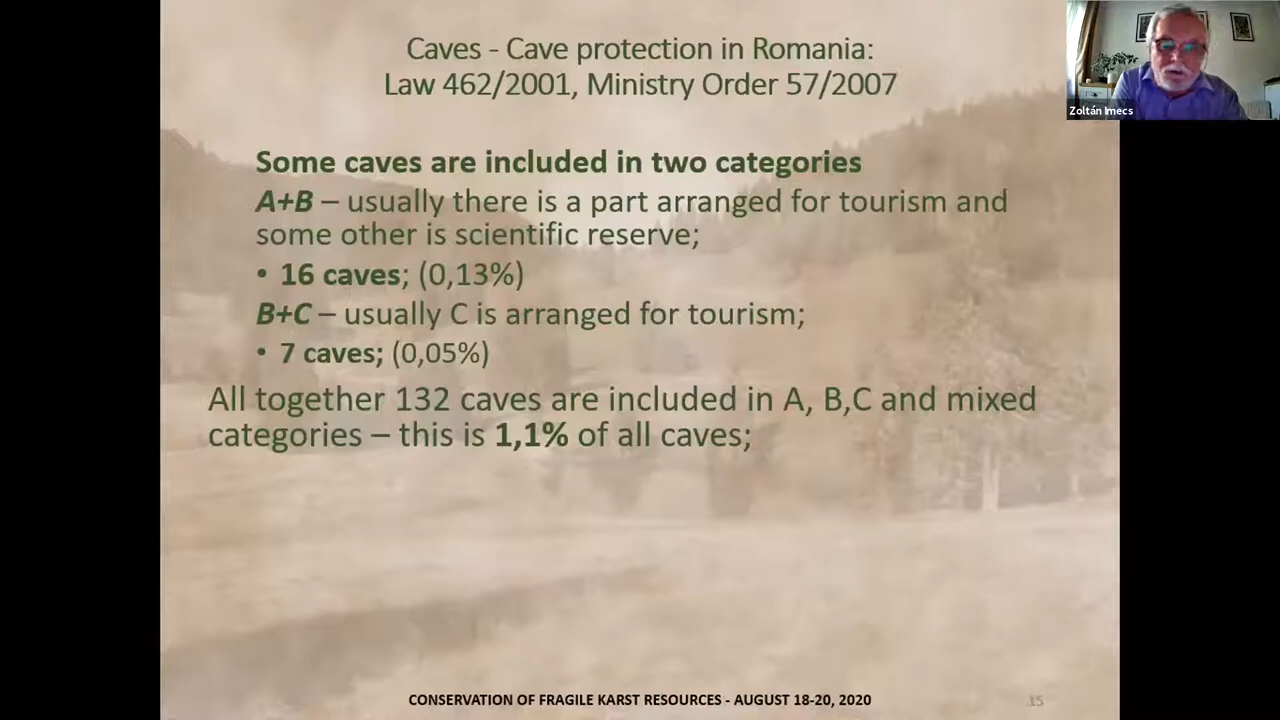 Caves - Cave protection in Romania:
Law 462/2001, Ministry Order 57/2007
Zoltán Imecs
Some caves are included in two categories
A+B – usually there is a part arranged for tourism and
some other is scientific reserve;
• 16 caves; (0,13%)
B+C – usually C is arranged for tourism;
• 7 caves; (0,05%)
All together 132 caves are included in A, B,C and mixed
categories – this is 1,1% of all caves;
CONSERVATION OF FRAGILE KARST RESOURCES - AUGUST 18-20, 2020
15